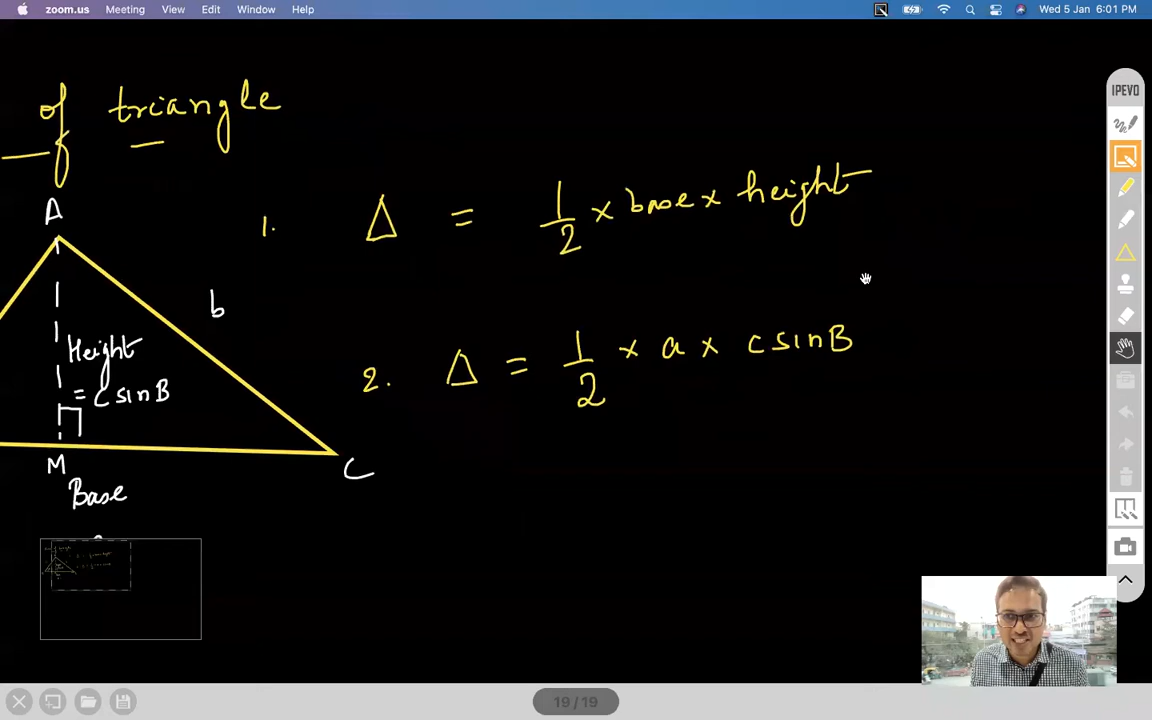 zoom.us Meeting View Edit Window Help Wed 5 Jan 6:01 PM
IPEVO
of triangle
A
1. Δ = 1/2 × base × height
b
Height
= c sin B
2. Δ = 1/2 × a × c sin B
M
C
Base
19 / 19